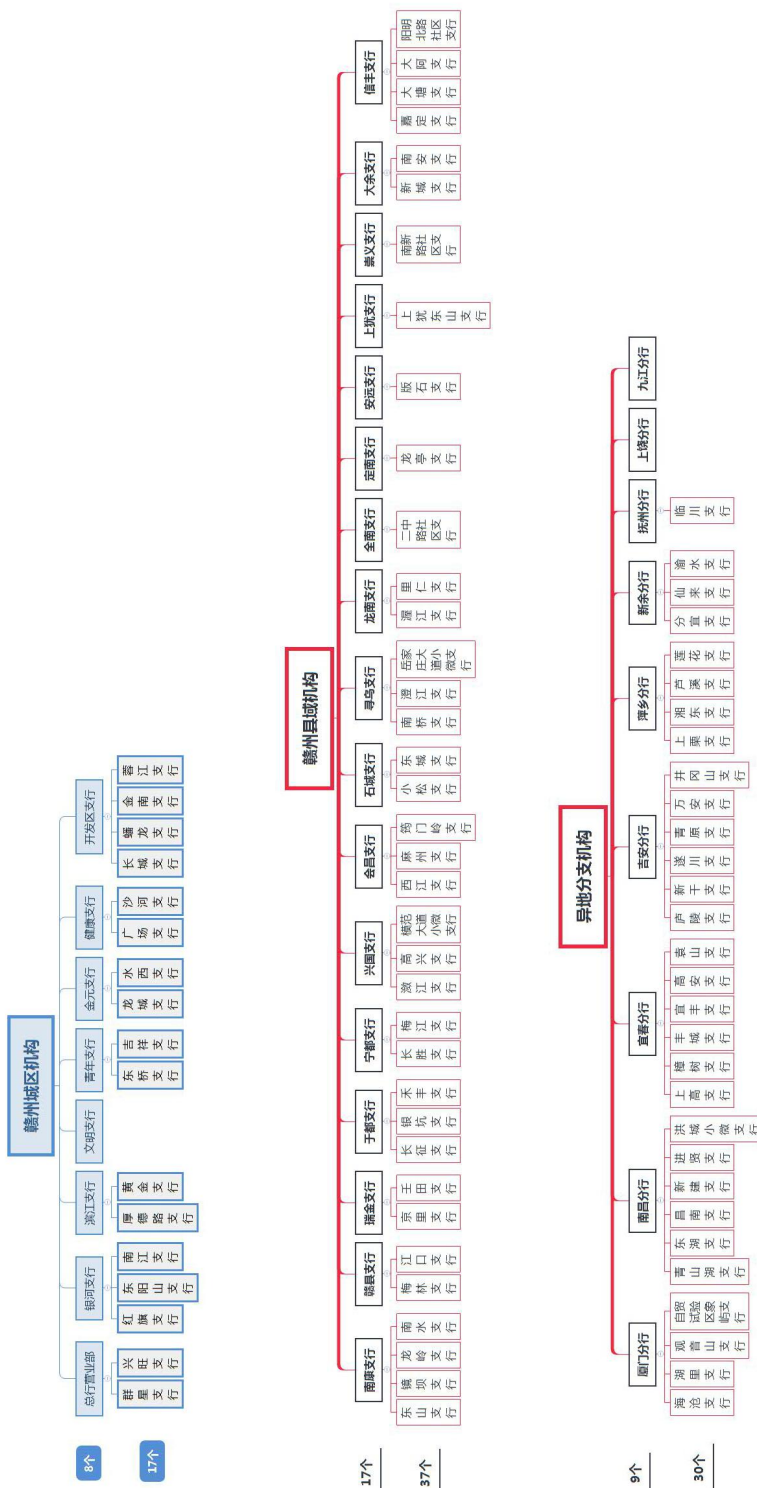 赣州城区机构
8个
总行营业部
银河支行
滨江支行
文明支行
青年支行
金元支行
健康支行
开发区支行
17个
群星支行
兴旺支行
红旗支行
东阳山支行
南江支行
厚德路支行
黄金支行
东桥支行
吉祥支行
龙城支行
水西支行
广场支行
沙河支行
长城支行
蟠龙支行
金南支行
蓉江支行
赣州县域机构
17个
南康支行
赣县支行
瑞金支行
于都支行
宁都支行
兴国支行
会昌支行
石城支行
寻乌支行
龙南支行
全南支行
定南支行
安远支行
上犹支行
崇义支行
大余支行
信丰支行
37个
东山支行
镜坝支行
龙岭支行
南水支行
梅林支行
江口支行
京里支行
壬田支行
长征支行
银坑支行
禾丰支行
长胜支行
梅江支行
潋江支行
高兴支行
模范
大道
小微
支行
西江支行
麻州支行
筠门岭支行
小松支行
东城支行
南桥支行
澄江支行
岳家
庄大
道小
微支
行
渥江支行
里仁支行
二中
路社
区支
行
龙亭支行
版石支行
上犹东山支行
南新
路社
区支
行
新城支行
南安支行
嘉定支行
大塘支行
大阿支行
阳明
北路
社区
支行
异地分支机构
9个
厦门分行
南昌分行
宜春分行
吉安分行
萍乡分行
新余分行
抚州分行
上饶分行
九江分行
30个
海沧支行
湖里支行
观音山支行
自贸
试验
区象
屿支
行
青山湖支行
东湖支行
昌南支行
新建支行
进贤支行
洪城小微支行
上高支行
樟树支行
丰城支行
宜丰支行
高安支行
袁山支行
庐陵支行
新干支行
遂川支行
青原支行
万安支行
井冈山支行
上栗支行
湘东支行
芦溪支行
莲花支行
分宜支行
仙来支行
渝水支行
临川支行